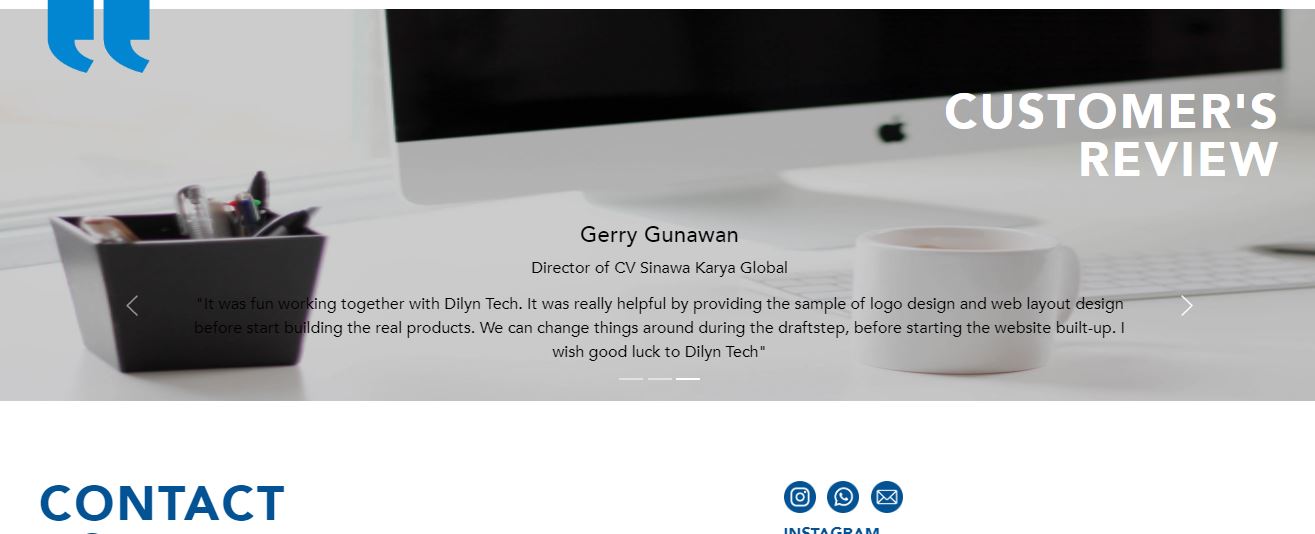 CUSTOMER'S
REVIEW
Gerry Gunawan
Director of CV Sinawa Karya Global
"It was fun working together with Dilyn Tech. It was really helpful by providing the sample of logo design and web layout design
before start building the real products. We can change things around during the draftstep, before starting the website built-up. I
wish good luck to Dilyn Tech"
CONTACT
INSTAGRAM